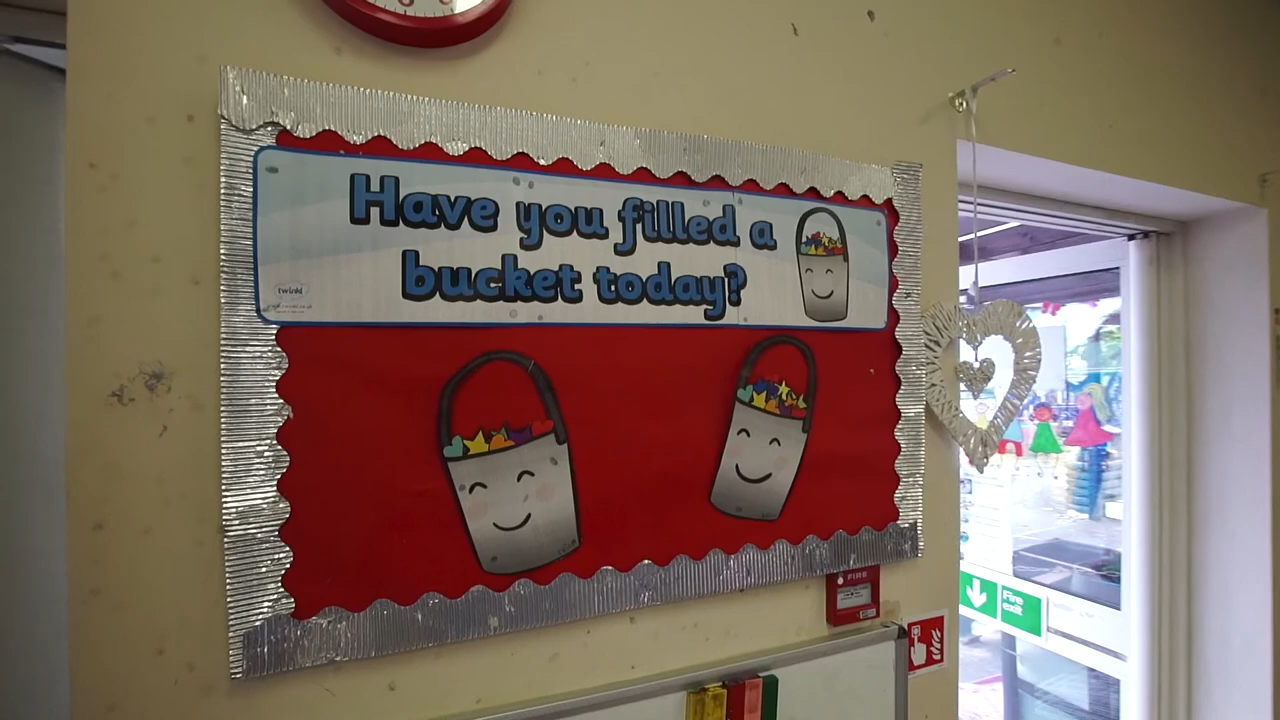 Have you filled a
bucket today?
twinkl
FIRE
Fire
exit